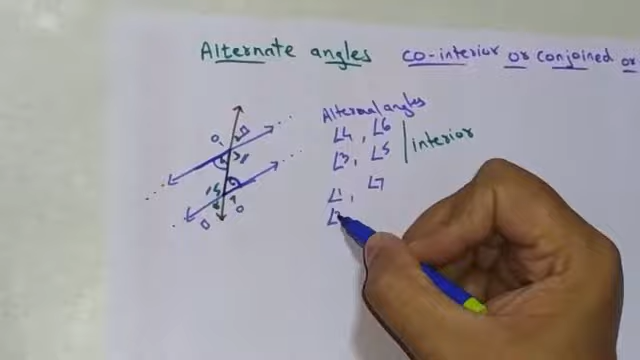 Alternate angles co-interior or conjoined or
Alternal angles
∠4, ∠6
∠3, ∠5
interior
∠1, ∠7